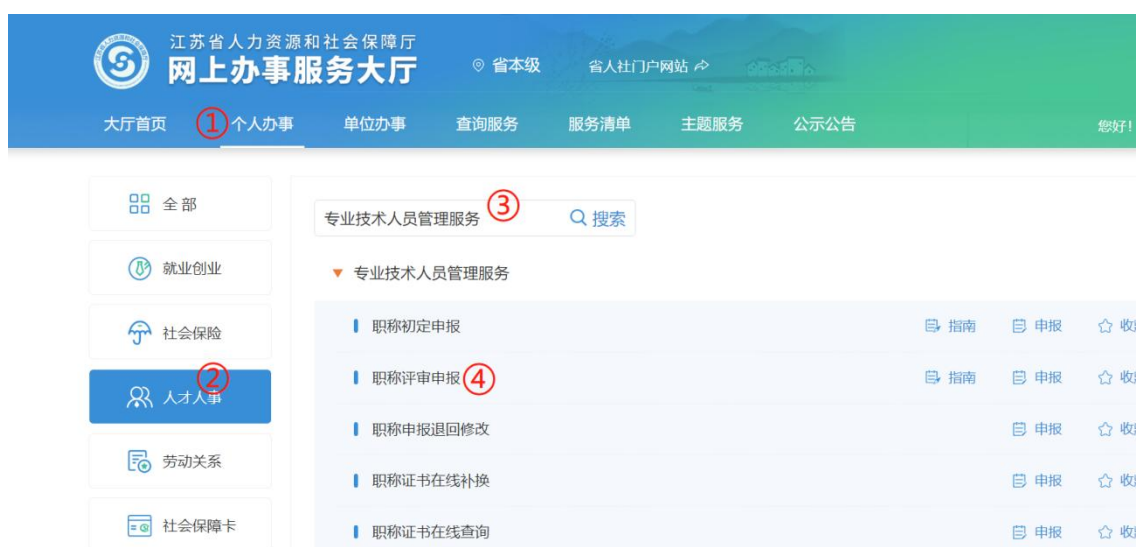 江苏省人力资源和社会保障厅
网上办事服务大厅
省本级
省人社门户网站
大厅首页 ① 个人办事 单位办事 查询服务 服务清单 主题服务 公示公告 您好!
全部
就业创业
社会保险
② 人才人事
劳动关系
社会保障卡
专业技术人员管理服务 ③ 搜索
专业技术人员管理服务
职称初定申报 指南 申报 收
职称评审申报 ④ 指南 申报 收
职称申报退回修改 申报 收
职称证书在线补换 申报 收
职称证书在线查询 申报 收